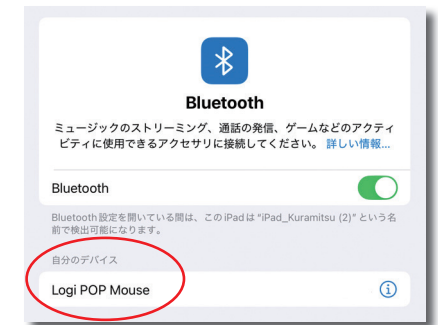 Bluetooth
ミュージックのストリーミング、通話の発信、ゲームなどのアクティ
ビティに使用できるアクセサリに接続してください。 詳しい情報...
Bluetooth
Bluetooth 設定を開いている間は、この iPad は “iPad_Kuramitsu (2)” という名
前で検出可能になります。
自分のデバイス
Logi POP Mouse